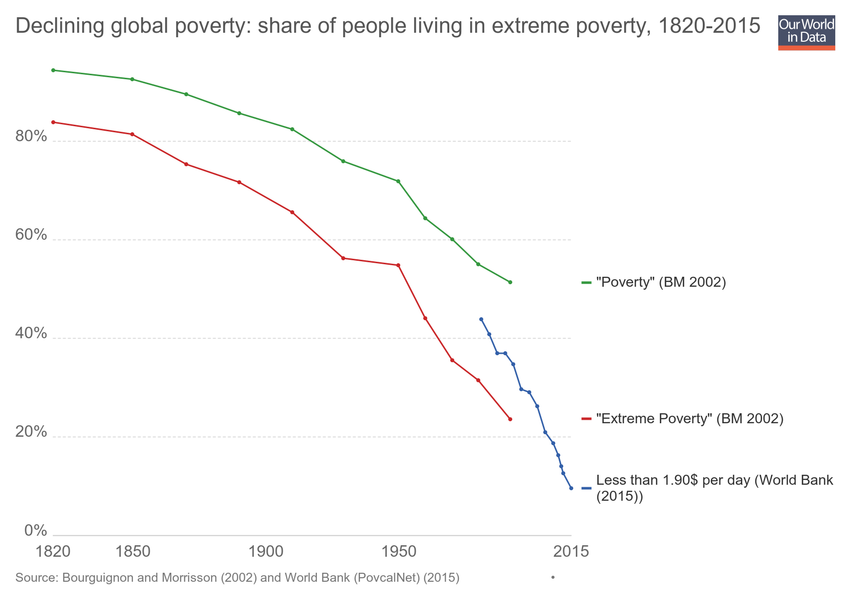 Declining global poverty: share of people living in extreme poverty, 1820-2015
Our World
in Data
80%
60%
40%
20%
0%
1820 1850 1900 1950 2015
"Poverty" (BM 2002)
"Extreme Poverty" (BM 2002)
Less than 1.90$ per day (World Bank
(2015))
Source: Bourguignon and Morrisson (2002) and World Bank (PovcalNet) (2015) •